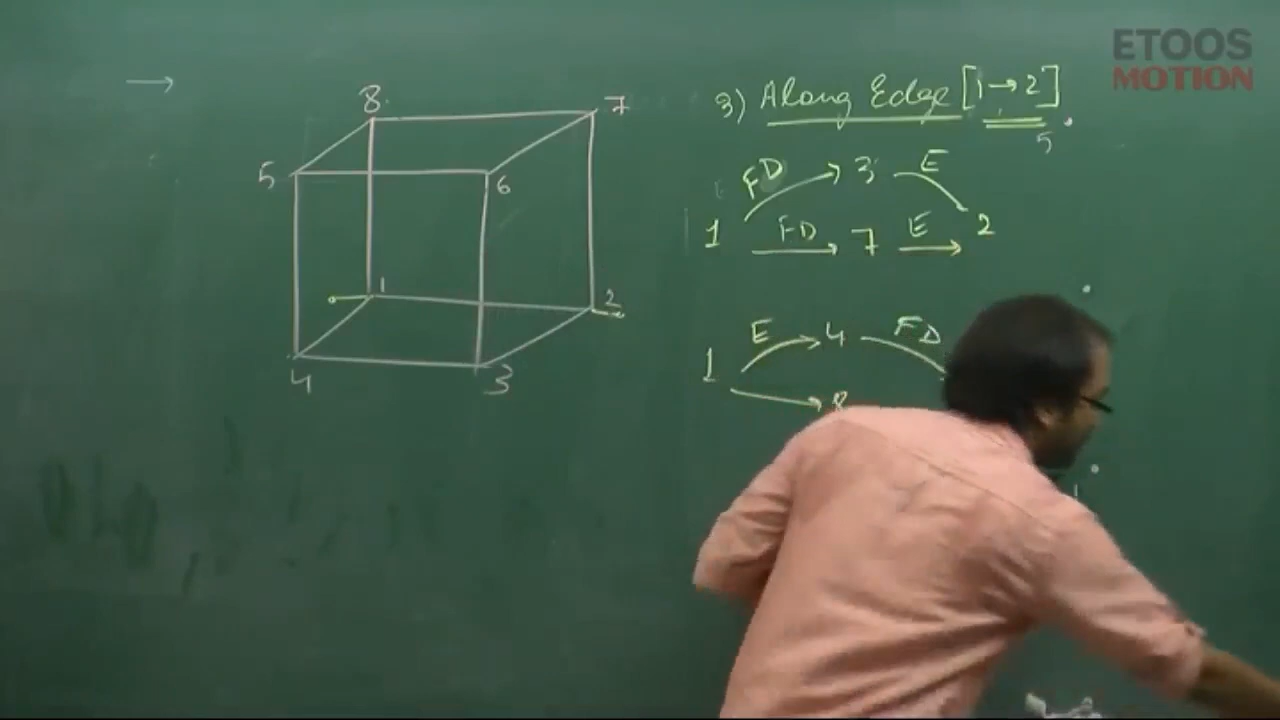 ETOOS
MOTION
3) Along Edge [1→2]
5
FD 3 E
1 FD 7 E 2
E 4 FD
1 → 8
8 7
5 6
1 2
4 3